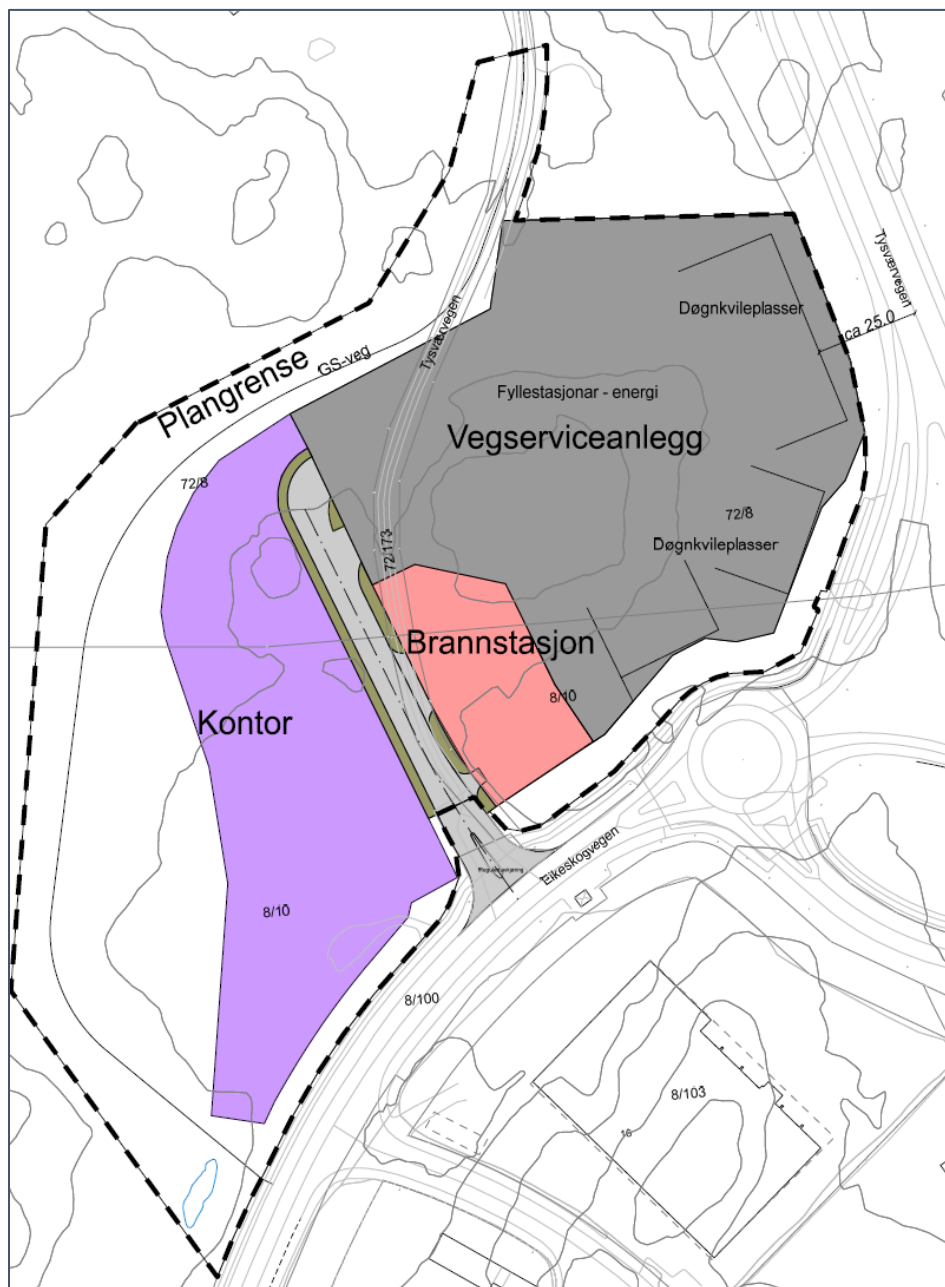 Tysværvegen
Døgnkvileplasser
ca 25.0
Tysværvegen
Plangrense
GS-veg
Fyllestasjonar - energi
Vegserviceanlegg
72/8
72/8
Døgnkvileplasser
72/173
Brannstasjon
8/10
Kontor
Eikeskogvegen
8/10
8/100
8/103
16